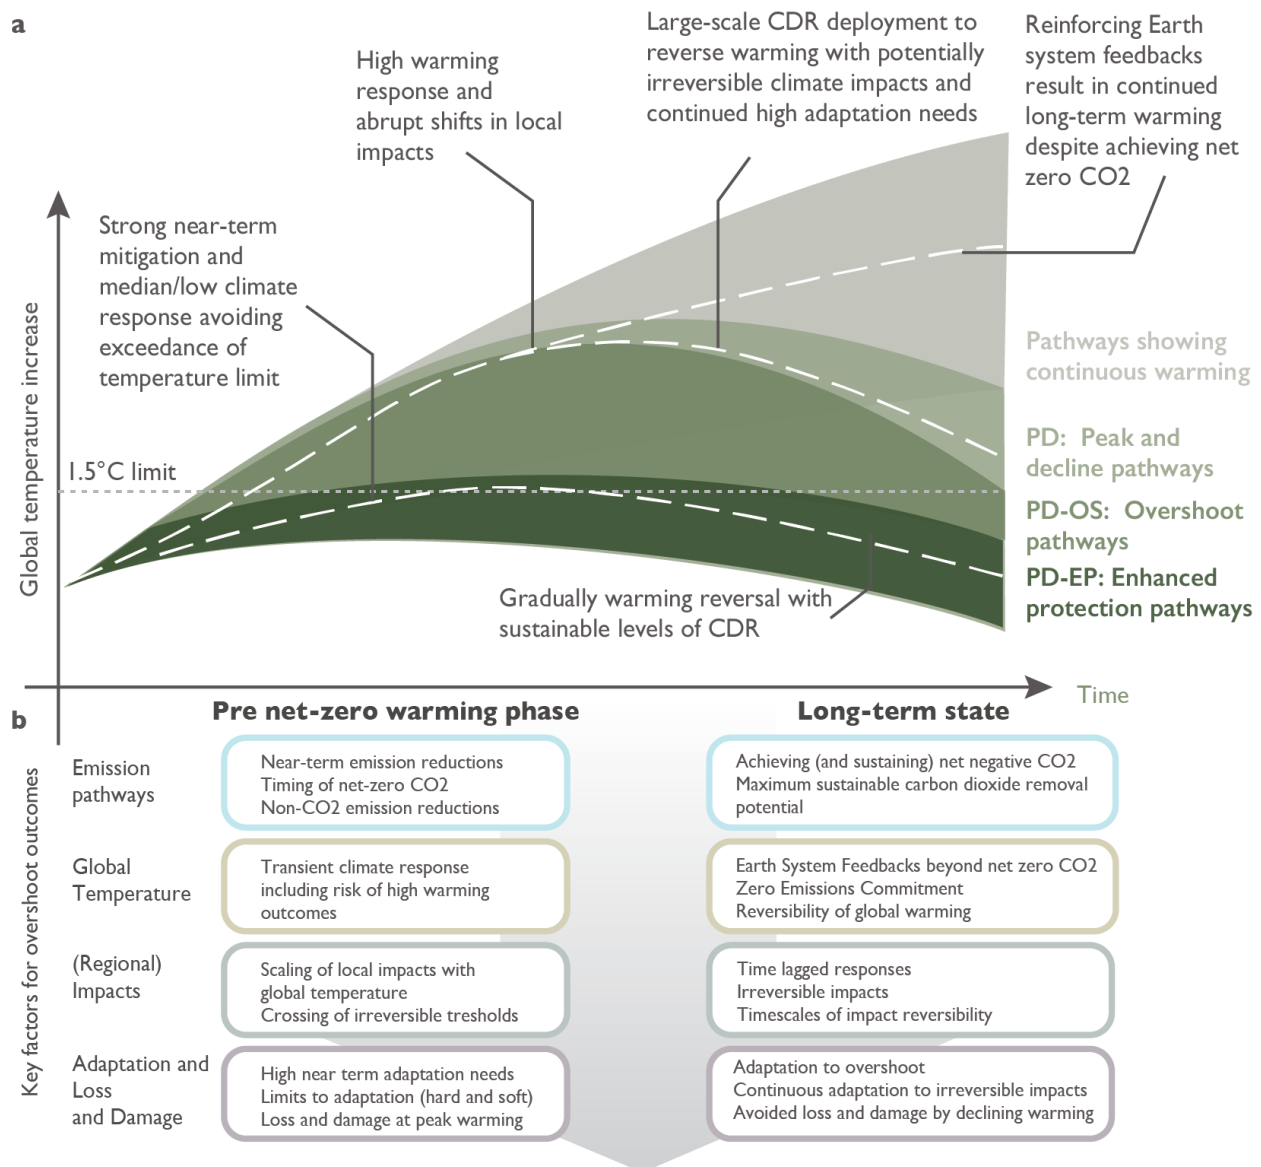 a
High warming
response and
abrupt shifts in local
impacts
Large-scale CDR deployment to
reverse warming with potentially
irreversible climate impacts and
continued high adaptation needs
Reinforcing Earth
system feedbacks
result in continued
long-term warming
despite achieving net
zero CO2
Strong near-term
mitigation and
median/low climate
response avoiding
exceedance of
temperature limit
Global temperature increase
1.5°C limit
Pathways showing
continuous warming
PD: Peak and
decline pathways
PD-OS: Overshoot
pathways
PD-EP: Enhanced
protection pathways
Gradually warming reversal with
sustainable levels of CDR
Time
b
Pre net-zero warming phase
Long-term state
Key factors for overshoot outcomes
Emission
pathways
Near-term emission reductions
Timing of net-zero CO2
Non-CO2 emission reductions
Achieving (and sustaining) net negative CO2
Maximum sustainable carbon dioxide removal
potential
Global
Temperature
Transient climate response
including risk of high warming
outcomes
Earth System Feedbacks beyond net zero CO2
Zero Emissions Commitment
Reversibility of global warming
(Regional)
Impacts
Scaling of local impacts with
global temperature
Crossing of irreversible tresholds
Time lagged responses
Irreversible impacts
Timescales of impact reversibility
Adaptation and
Loss
and Damage
High near term adaptation needs
Limits to adaptation (hard and soft)
Loss and damage at peak warming
Adaptation to overshoot
Continuous adaptation to irreversible impacts
Avoided loss and damage by declining warming